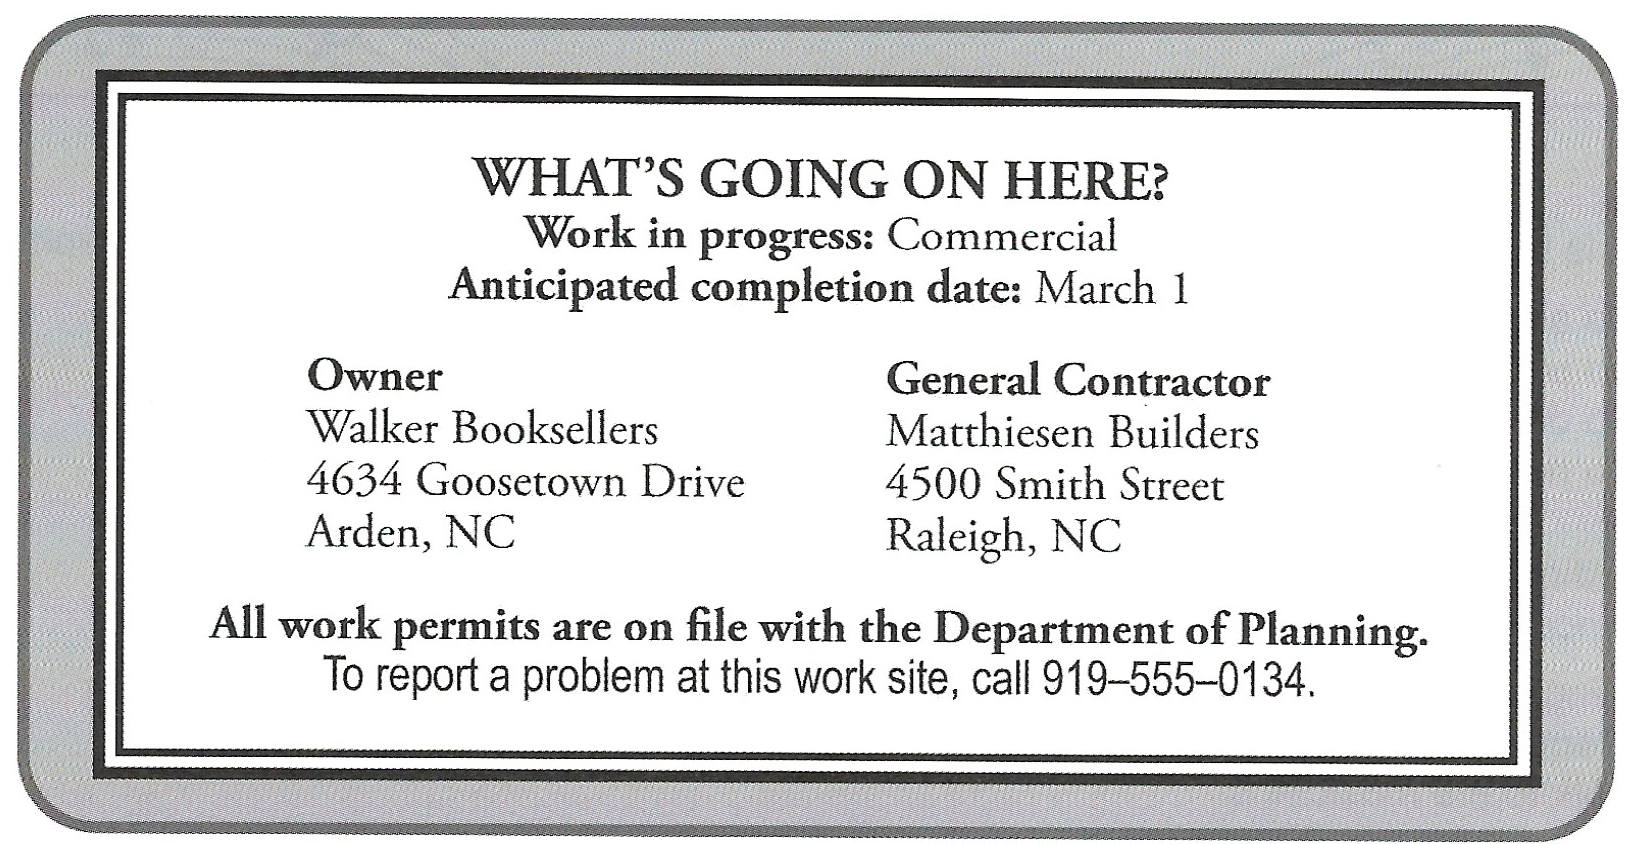 WHAT'S GOING ON HERE?
Work in progress: Commercial
Anticipated completion date: March 1
Owner
Walker Booksellers
4634 Goosetown Drive
Arden, NC
General Contractor
Matthiesen Builders
4500 Smith Street
Raleigh, NC
All work permits are on file with the Department of Planning.
To report a problem at this work site, call 919–555–0134.